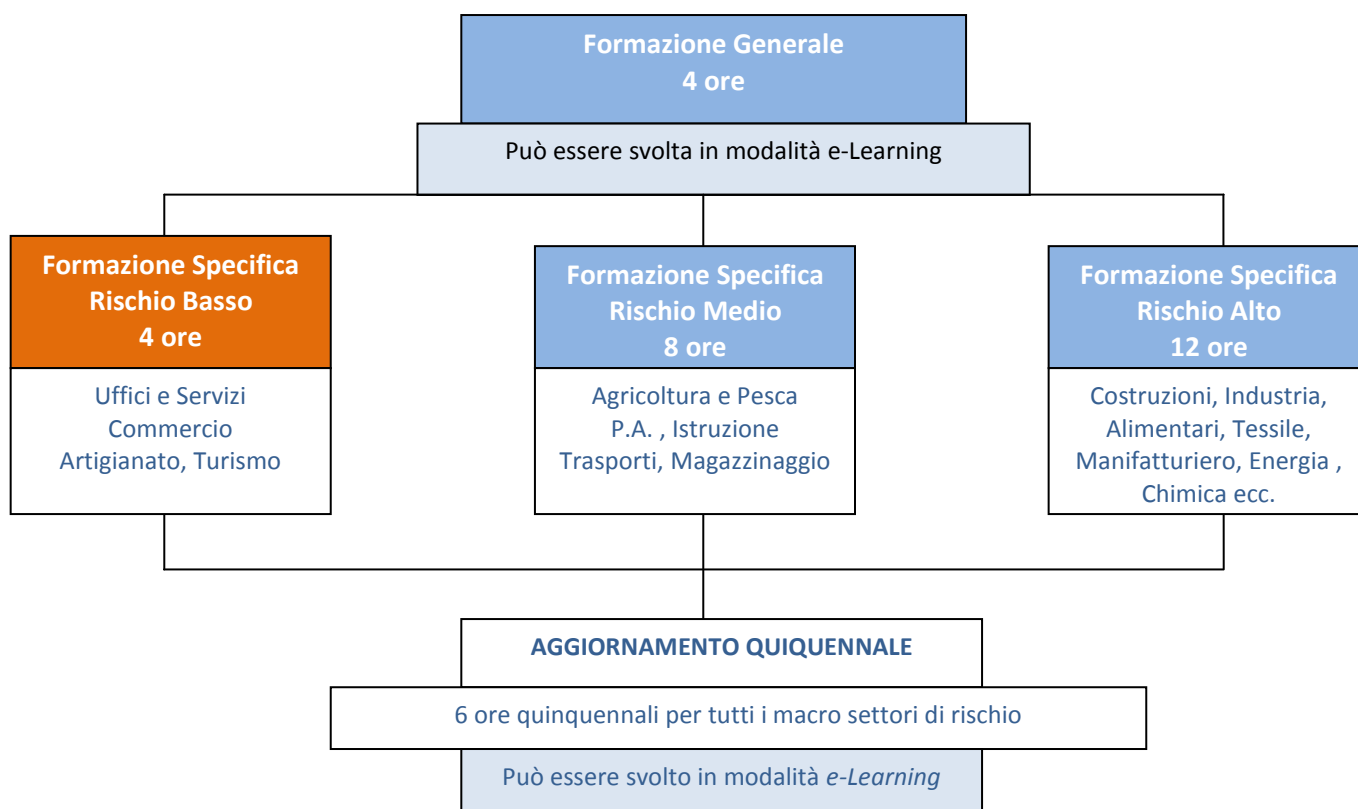 Formazione Generale
4 ore
Può essere svolta in modalità e-Learning
Formazione Specifica
Rischio Basso
4 ore
Uffici e Servizi
Commercio
Artigianato, Turismo
Formazione Specifica
Rischio Medio
8 ore
Agricoltura e Pesca
P.A. , Istruzione
Trasporti, Magazzinaggio
Formazione Specifica
Rischio Alto
12 ore
Costruzioni, Industria,
Alimentari, Tessile,
Manifatturiero, Energia ,
Chimica ecc.
AGGIORNAMENTO QUIQUENNALE
6 ore quinquennali per tutti i macro settori di rischio
Può essere svolto in modalità e-Learning